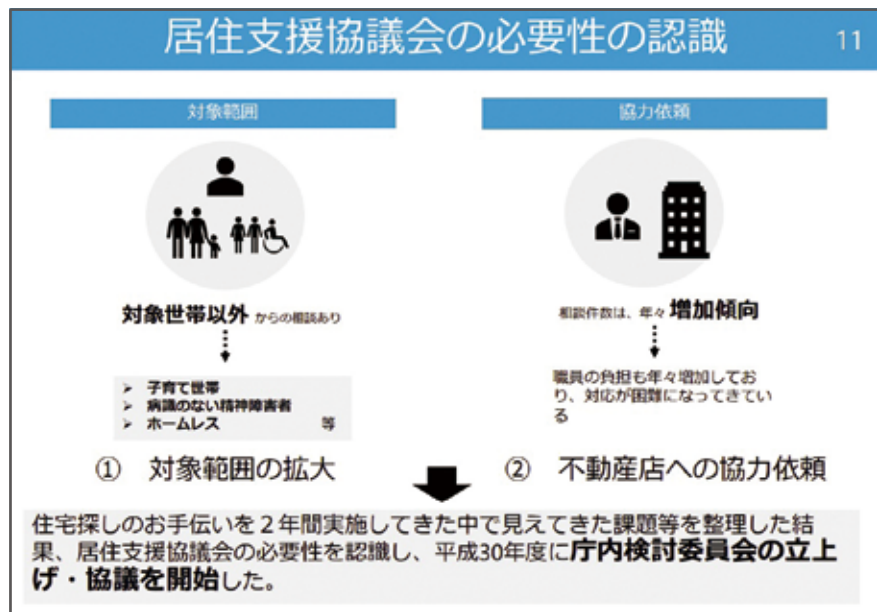 居住支援協議会の必要性の認識
11
対象範囲
対象世帯以外 からの相談あり
➢ 子育て世帯
➢ 病識のない精神障害者
➢ ホームレス 等
① 対象範囲の拡大
協力依頼
相談件数は、年々 増加傾向
職員の負担も年々増加してお
り、対応が困難になってきてい
る
② 不動産店への協力依頼
住宅探しのお手伝いを２年間実施してきた中で見えてきた課題等を整理した結
果、居住支援協議会の必要性を認識し、平成30年度に庁内検討委員会の立上
げ・協議を開始した。